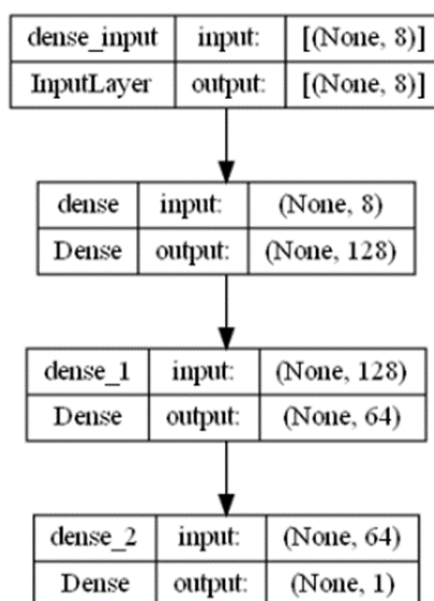 dense_input input: [(None, 8)]
InputLayer output: [(None, 8)]
dense input: (None, 8)
Dense output: (None, 128)
dense_1 input: (None, 128)
Dense output: (None, 64)
dense_2 input: (None, 64)
Dense output: (None, 1)